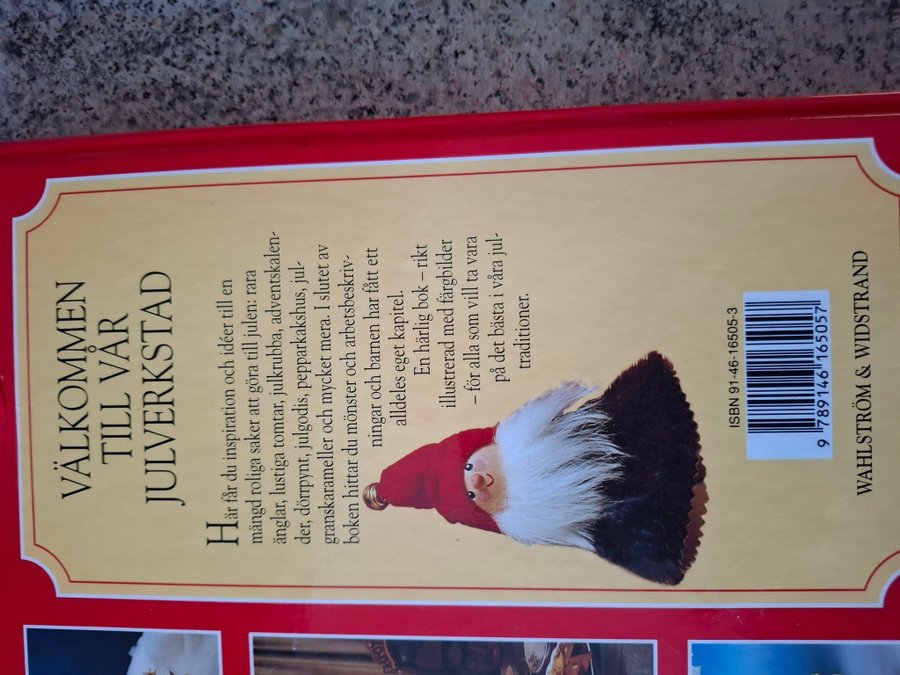 VÄLKOMMEN
TILL VÅR
JULVERKSTAD
Här får du inspiration och idéer till en
mängd roliga saker att göra till julen: rara
änglar, lustiga tomtar, julkrubba, adventskalen-
der, dörrpynt, julgodis, pepparkakshus, jul-
granskarameller och mycket mera. I slutet av
boken hittar du mönster och arbetsbeskriv-
ningar och barnen har fått ett
alldeles eget kapitel.
En härlig bok – rikt
illustrerad med färgbilder
– för alla som vill ta vara
på det bästa i våra jul-
traditioner.
ISBN 91-46-16505-3
9 789146 165057
WAHLSTRÖM & WIDSTRAND